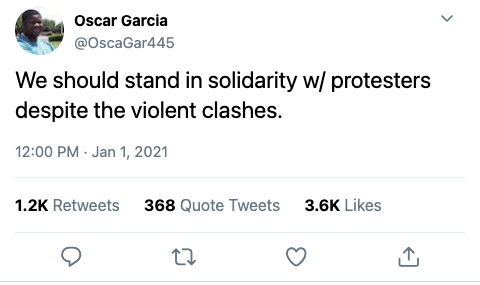 Oscar Garcia
@OscaGar445
We should stand in solidarity w/ protesters
despite the violent clashes.
12:00 PM · Jan 1, 2021
1.2K Retweets 368 Quote Tweets 3.6K Likes